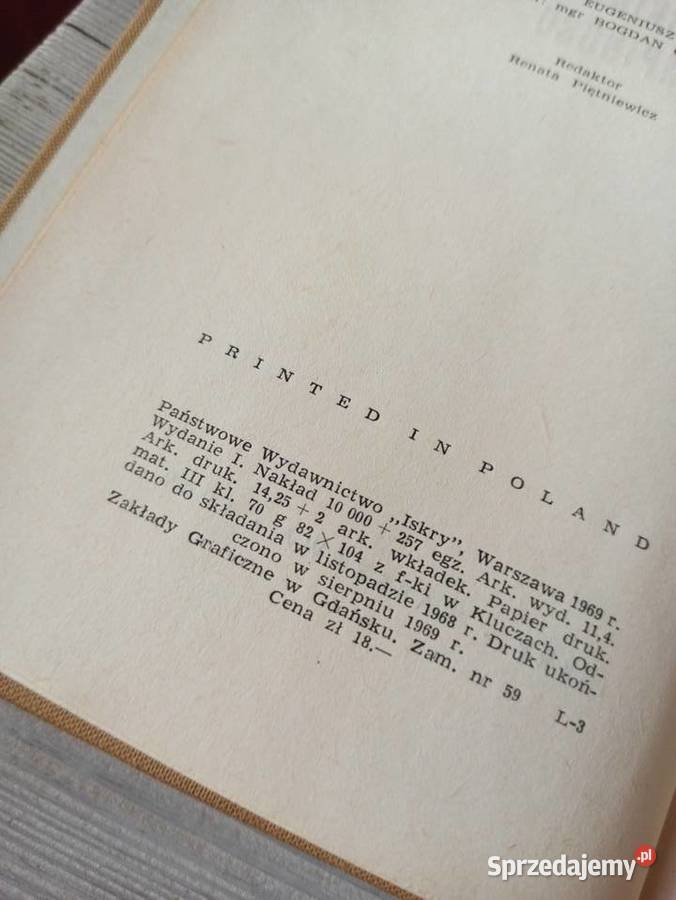 EUGENIUSZ
mgr BOGDAN
Redaktor
Renata Piętniewicz
PRINTED IN POLAND
Państwowe Wydawnictwo „Iskry”, Warszawa 1969 r.
Wydanie I. Nakład 10 000 + 257 egz. Ark. wyd. 11,4.
Ark. druk. 14,25 + 2 ark. wkładek. Papier druk.
mat. III kl. 70 g 82 × 104 z f-ki w Kluczach. Od-
dano do składania w listopadzie 1968 r. Druk ukoń-
czono w sierpniu 1969 r.
Zakłady Graficzne w Gdańsku. Zam. nr 59
Cena zł 18.— L-3
Sprzedajemy.pl